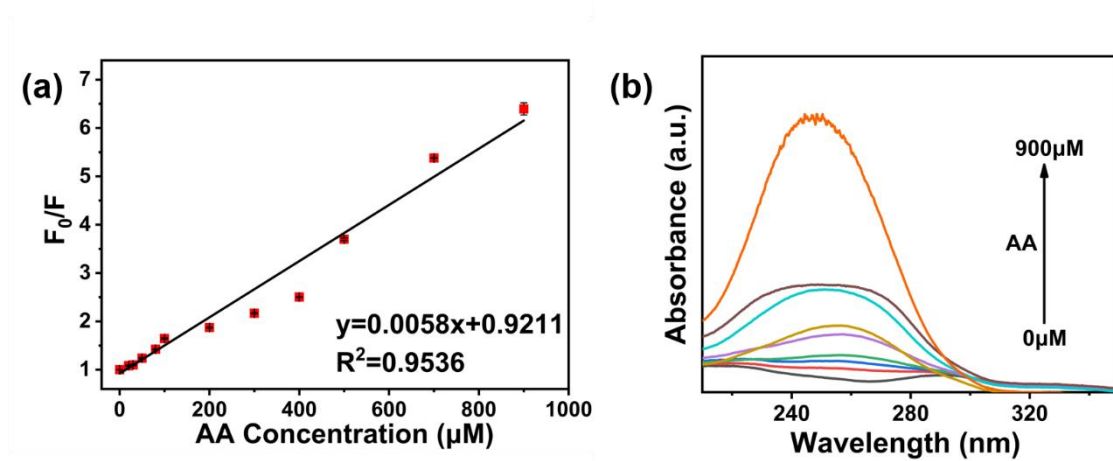 (a)
F₀/F
7
6
5
4
3
2
1
0 200 400 600 800 1000
AA Concentration (μM)
y=0.0058x+0.9211
R²=0.9536
(b)
Absorbance (a.u.)
900μM
AA
0μM
240 280 320
Wavelength (nm)